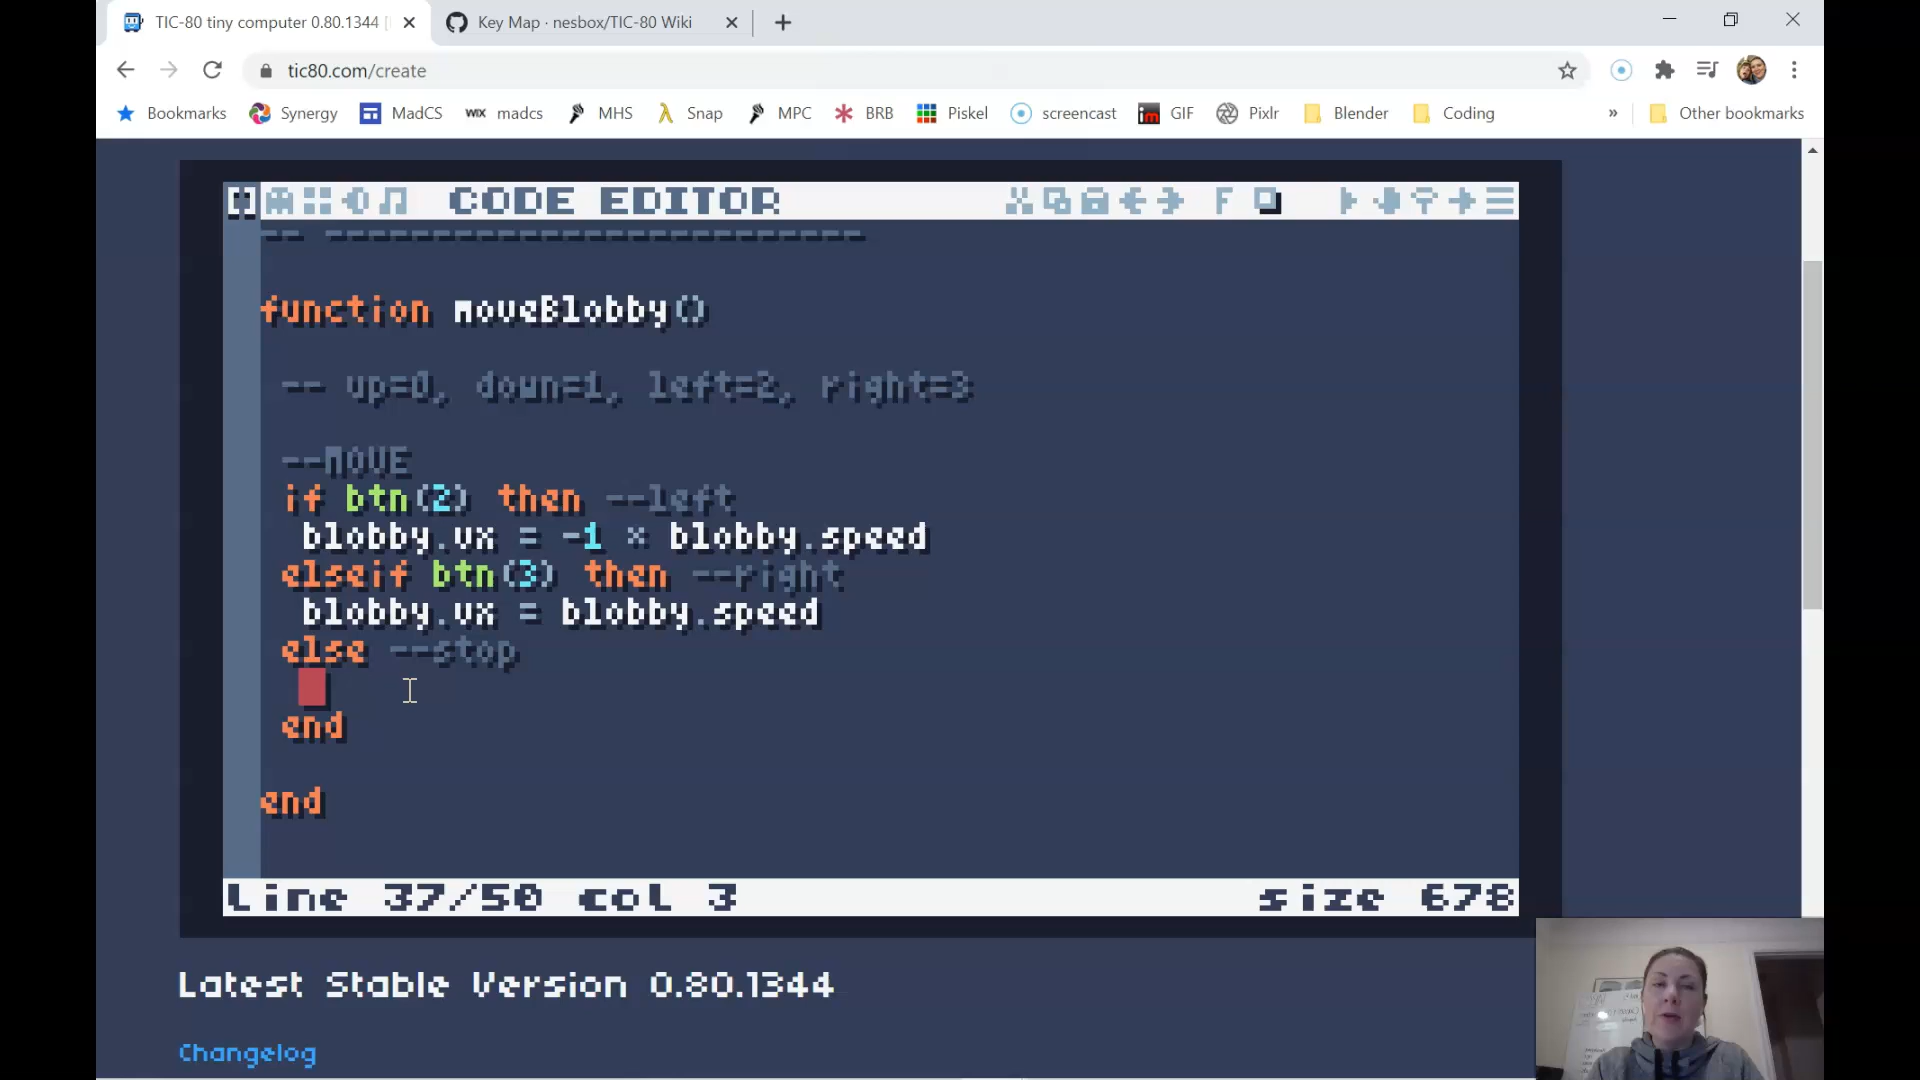 TIC-80 tiny computer 0.80.1344
Key Map · nesbox/TIC-80 Wiki
tic80.com/create
Bookmarks
Synergy
MadCS
WIX
madcs
MHS
Snap
MPC
BRB
Piskel
screencast
im
GIF
Pixlr
Blender
Coding
»
Other bookmarks
CODE EDITOR
F
-- --------------------------
function moveBlobby()
-- up=0, down=1, left=2, right=3
--MOVE
if btn(2) then --left
blobby.vx = -1 * blobby.speed
elseif btn(3) then --right
blobby.vx = blobby.speed
else --stop
end
end
line 37/50 col 3
size 678
Latest Stable Version 0.80.1344
Changelog